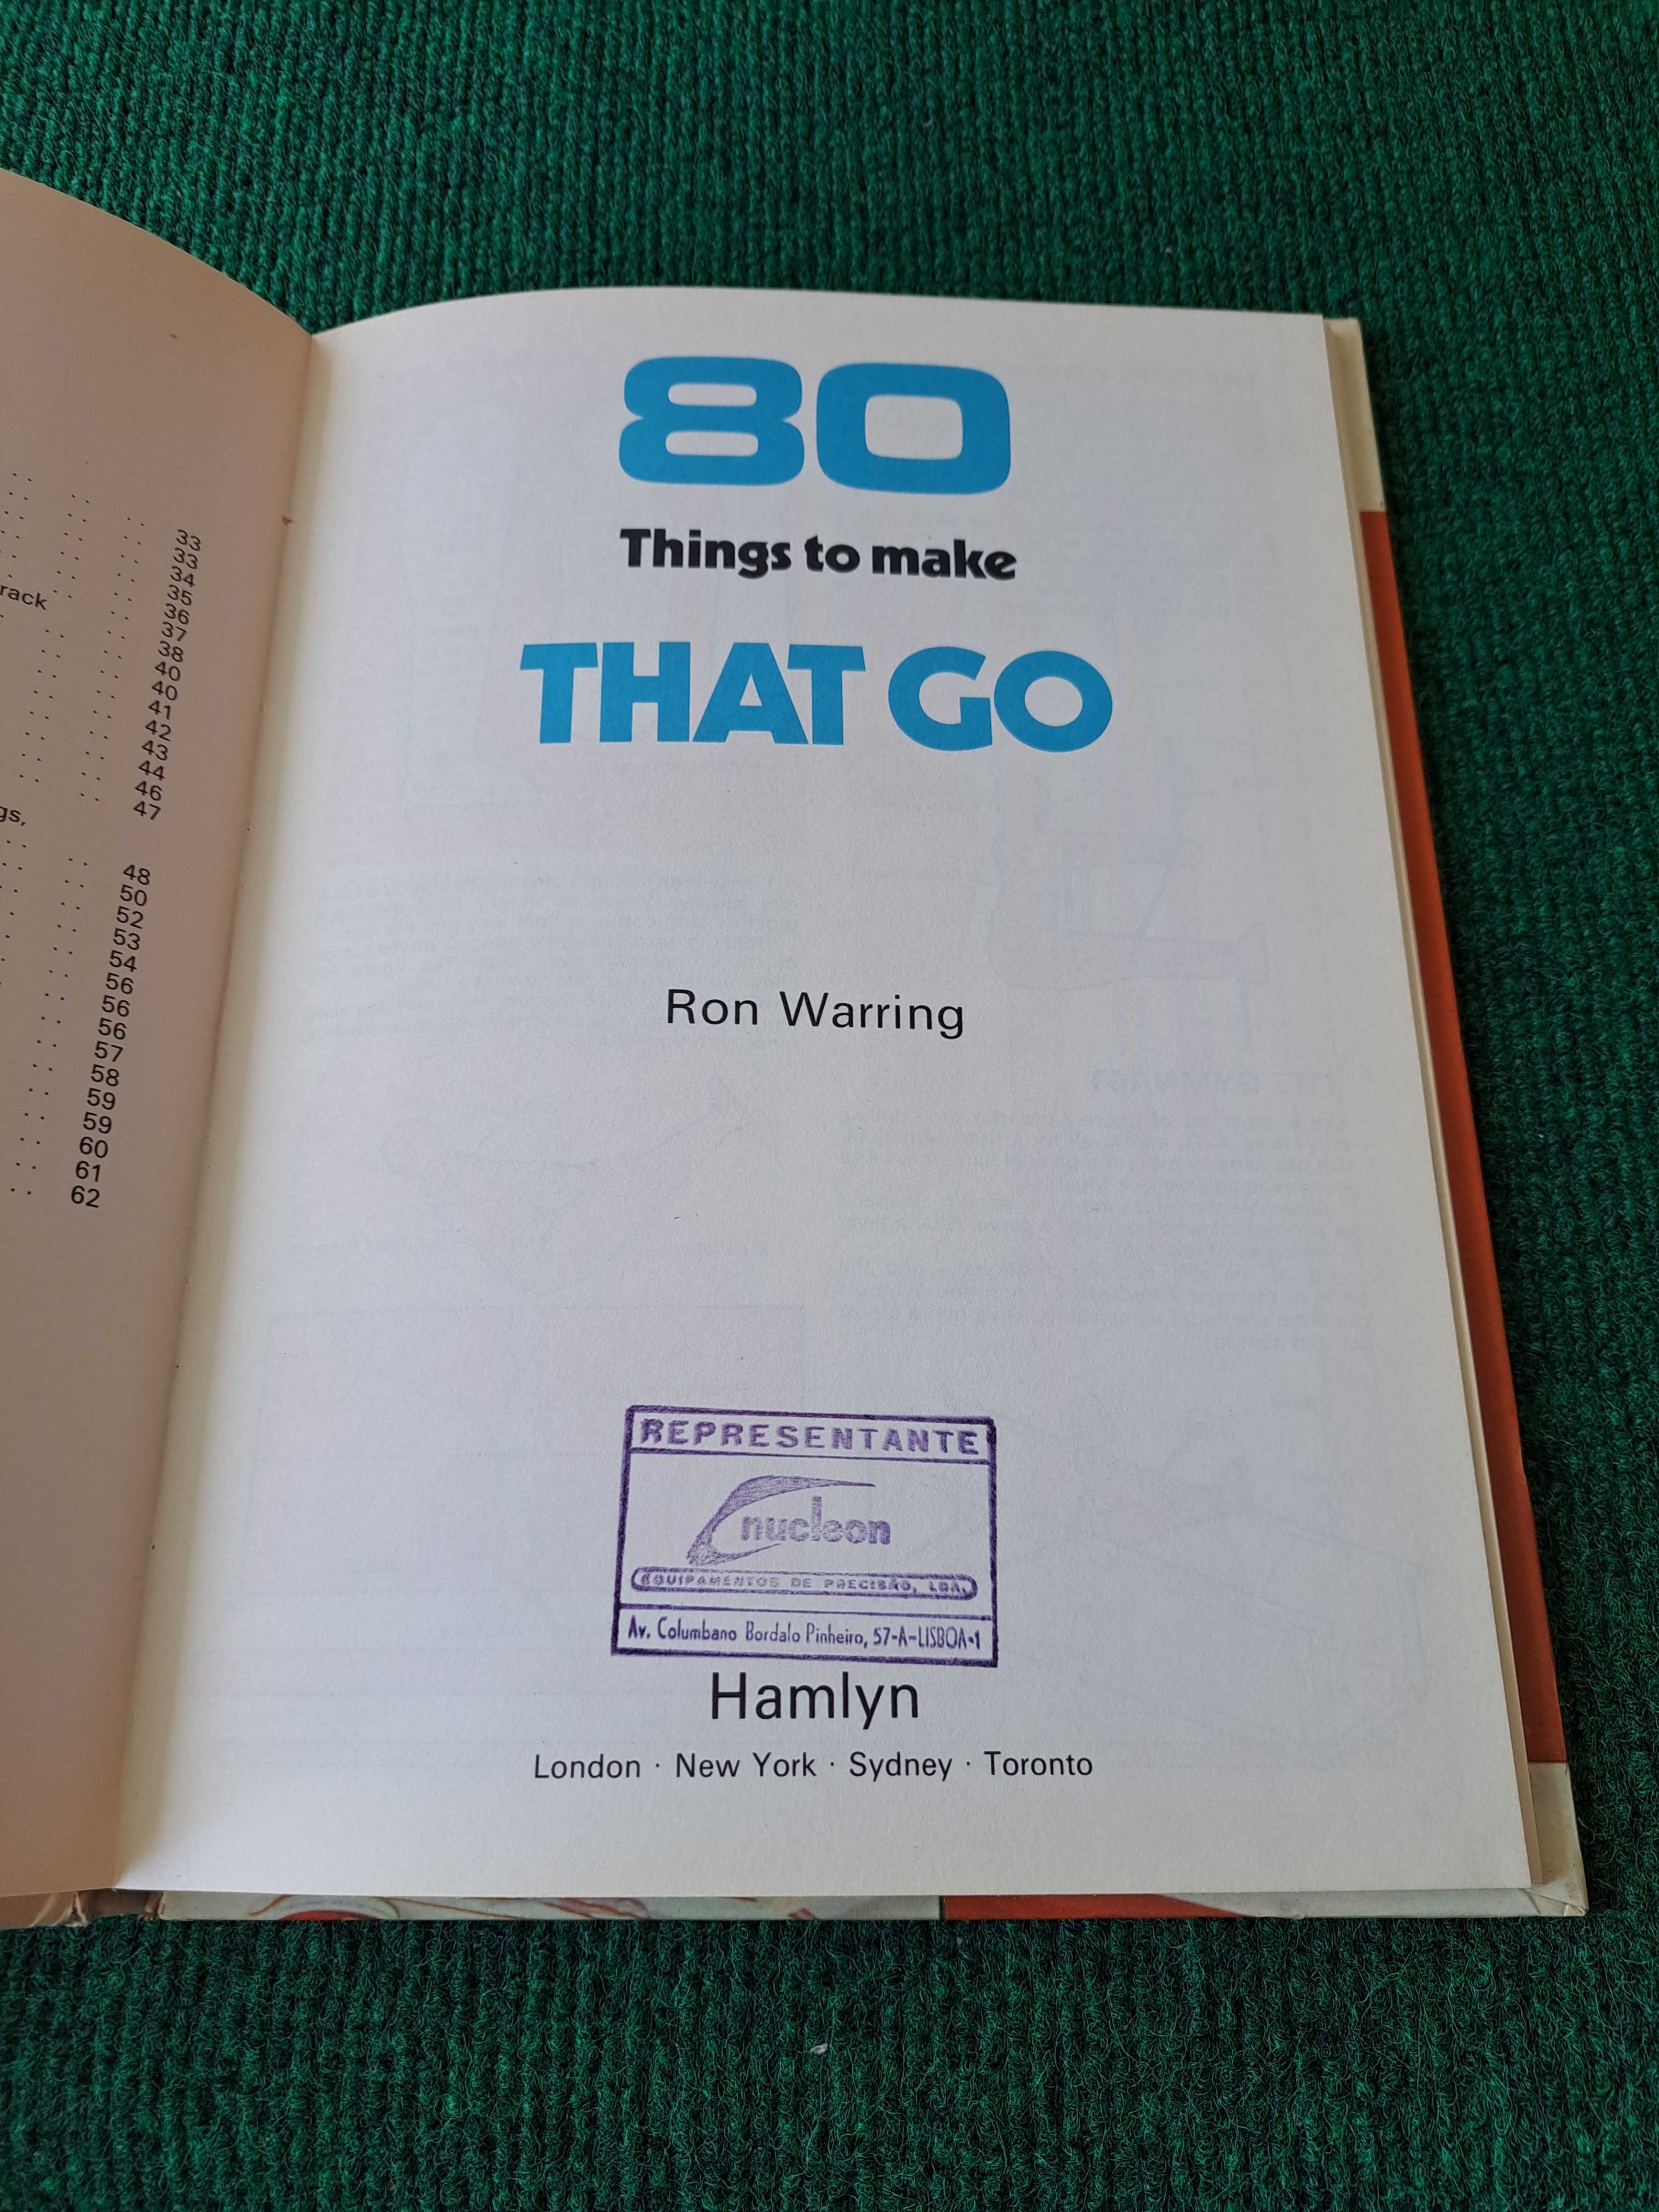 rack
gs,
33
33
34
35
36
37
38
40
40
41
42
43
44
46
47
48
50
52
53
54
56
56
56
57
58
59
59
60
61
62
80
Things to make
THAT GO
Ron Warring
REPRESENTANTE
nucleon
EQUIPAMENTOS DE PRECISÃO, LDA.
Av. Columbano Bordalo Pinheiro, 57-A-LISBOA-1
Hamlyn
London · New York · Sydney · Toronto